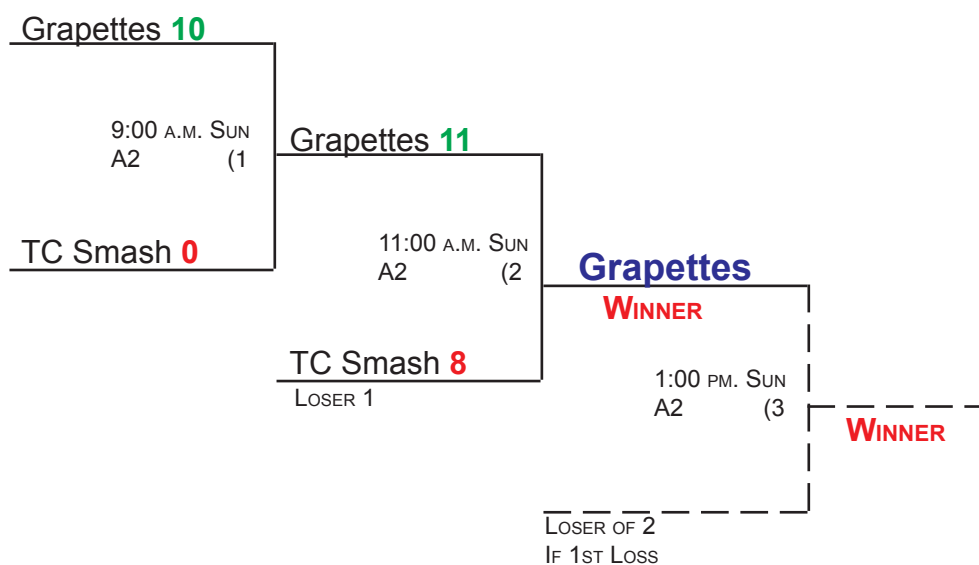 Grapettes 10
9:00 A.M. SUN
A2 (1
TC Smash 0
Grapettes 11
11:00 A.M. SUN
A2 (2
TC Smash 8
LOSER 1
Grapettes
WINNER
1:00 PM. SUN
A2 (3
LOSER OF 2
IF 1ST LOSS
WINNER